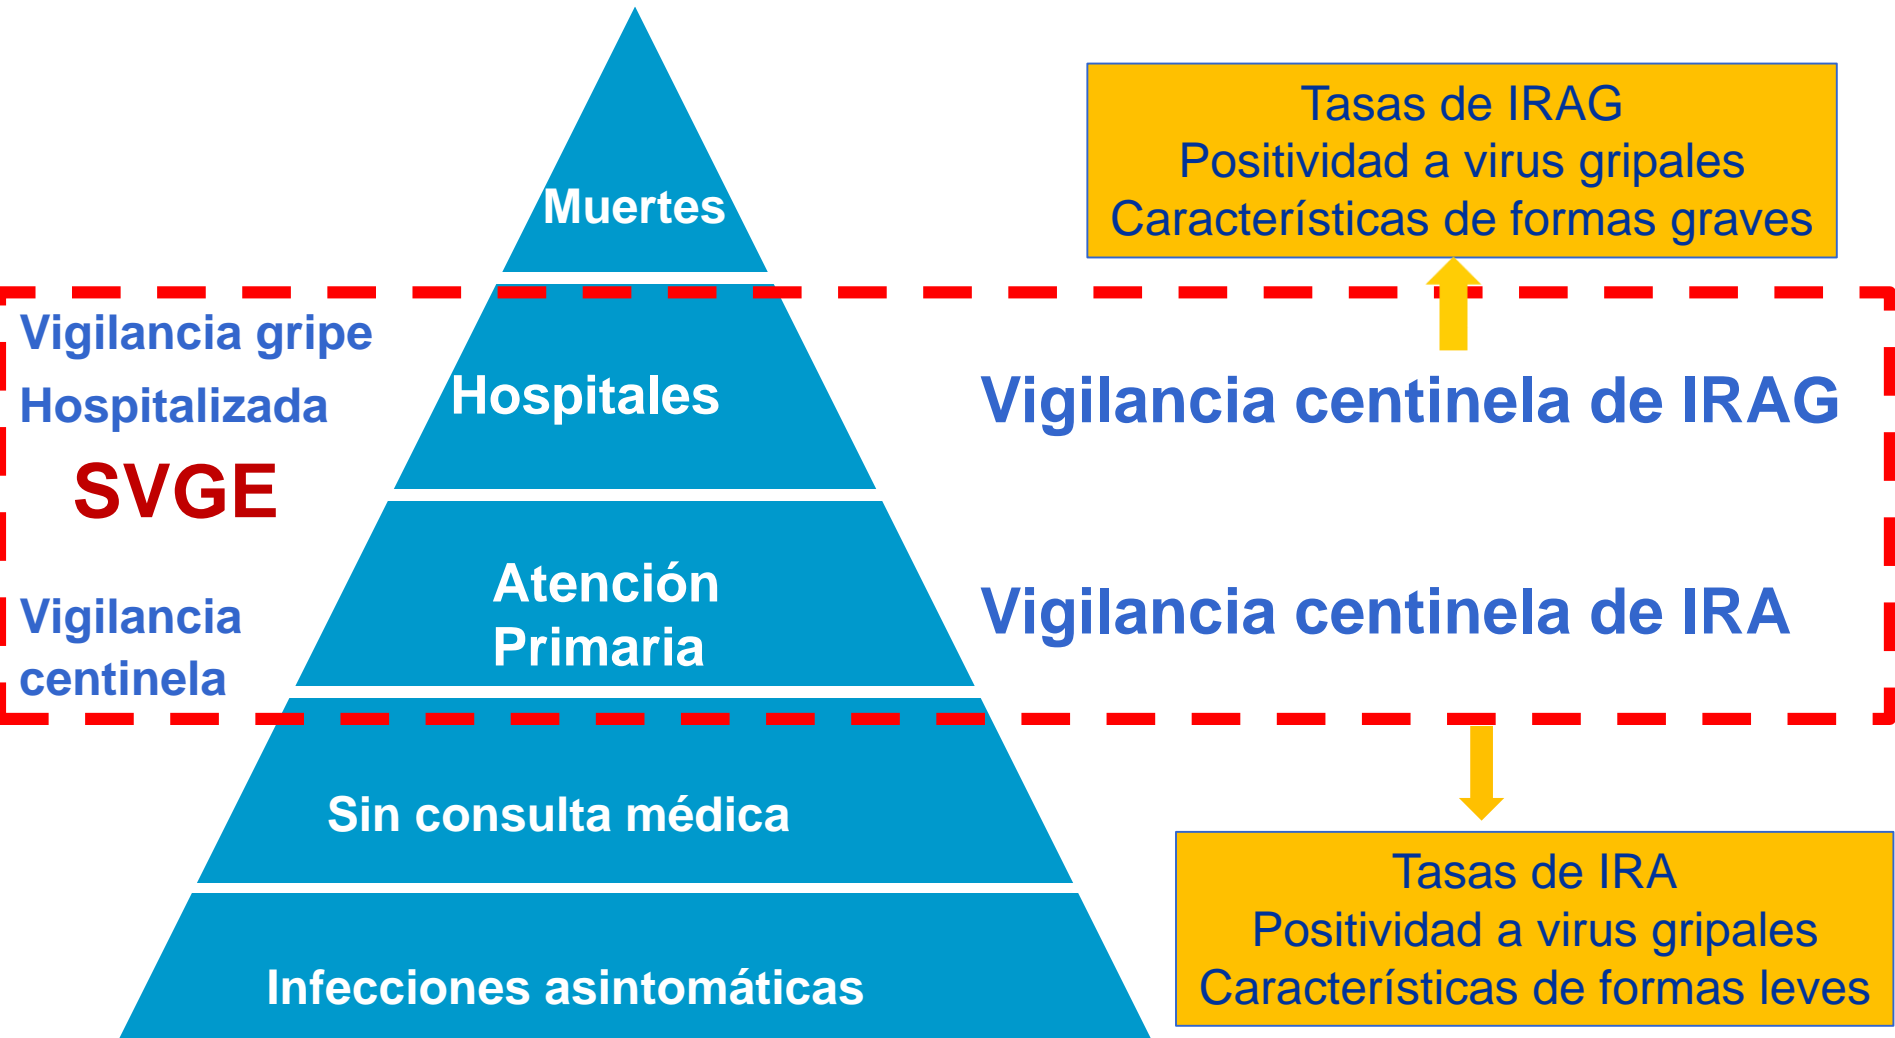 Muertes
Tasas de IRAG
Positividad a virus gripales
Características de formas graves
Vigilancia gripe
Hospitalizada
SVGE
Hospitales
Vigilancia centinela de IRAG
Vigilancia
centinela
Atención
Primaria
Vigilancia centinela de IRA
Sin consulta médica
Infecciones asintomáticas
Tasas de IRA
Positividad a virus gripales
Características de formas leves